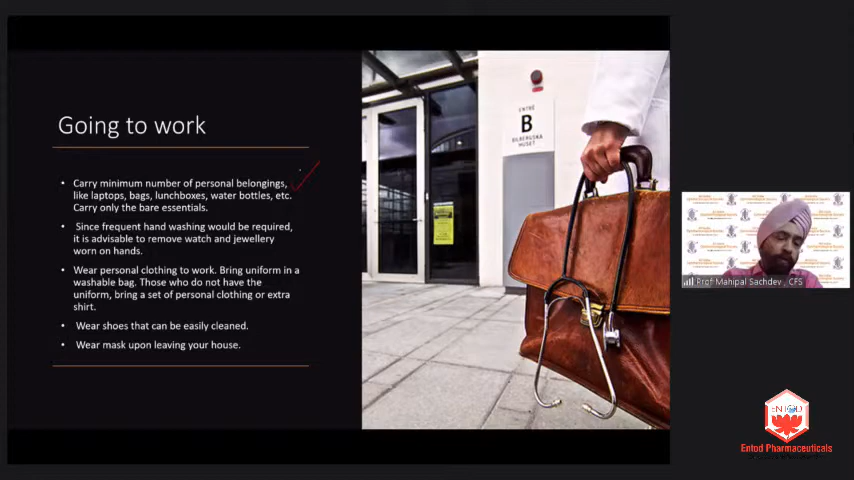 Going to work
• Carry minimum number of personal belongings,
like laptops, bags, lunchboxes, water bottles, etc.
Carry only the bare essentials.
• Since frequent hand washing would be required,
it is advisable to remove watch and jewellery
worn on hands.
• Wear personal clothing to work. Bring uniform in a
washable bag. Those who do not have the
uniform, bring a set of personal clothing or extra
shirt.
• Wear shoes that can be easily cleaned.
• Wear mask upon leaving your house.
ENTRÉ
B
Prof Mahipal Sachdev , CFS
ENTOD
Entod Pharmaceuticals